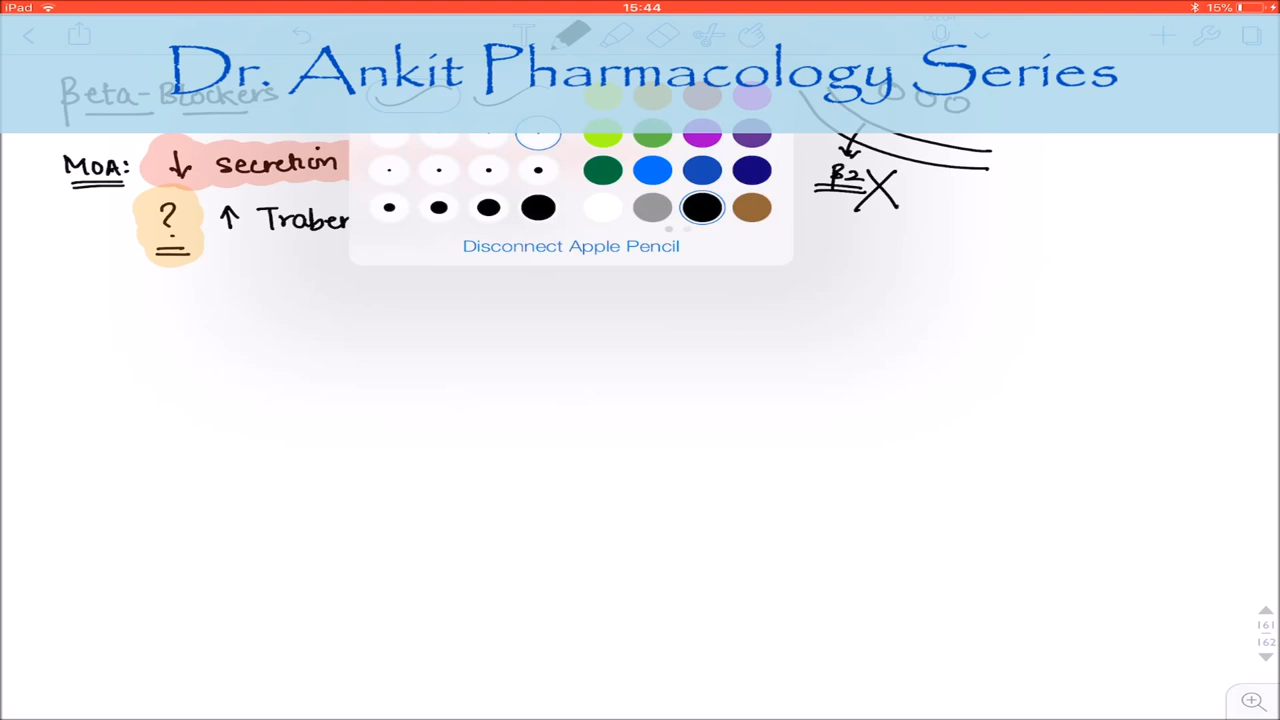 iPad 15:44 15%
Dr. Ankit Pharmacology Series
Beta-Blockers
MOA: ↓ secretion
β2
? ↑ Traber
Disconnect Apple Pencil
161
162